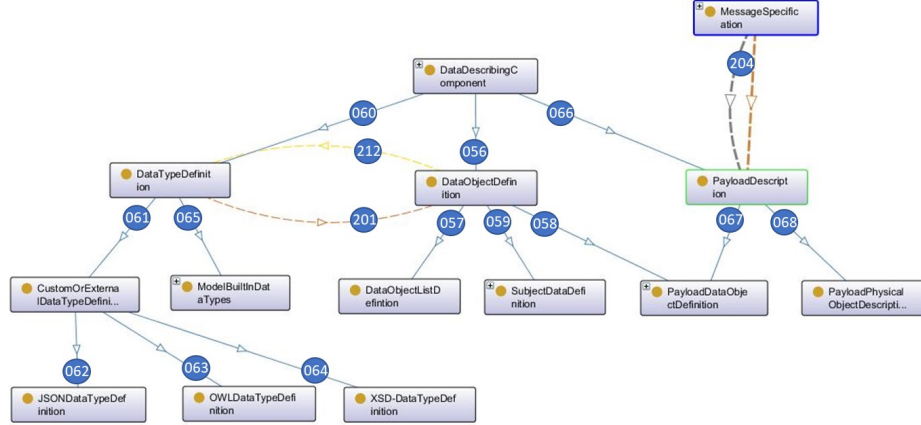 MessageSpecific
ation
204
DataDescribingC
omponent
060
066
212
056
DataTypeDefinit
ion
DataObjectDefin
ition
PayloadDescript
ion
061
065
201
057
059
058
067
068
CustomOrExterna
lDataTypeDefini...
ModelBuiltInDat
aTypes
DataObjectListD
efintion
SubjectDataDefi
nition
PayloadDataObje
ctDefinition
PayloadPhysical
ObjectDescripti...
062
063
064
JSONDataTypeDef
inition
OWLDataTypeDefi
nition
XSD-DataTypeDef
inition